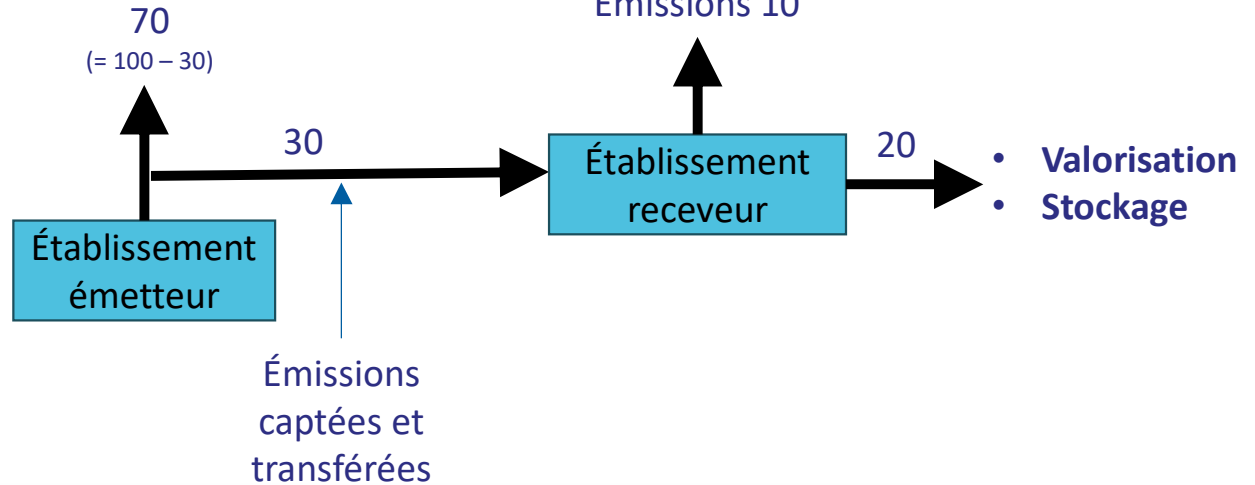 70
(= 100 – 30)
Émissions 10
30
Établissement
receveur
20
• Valorisation
• Stockage
Établissement
émetteur
Émissions
captées et
transférées